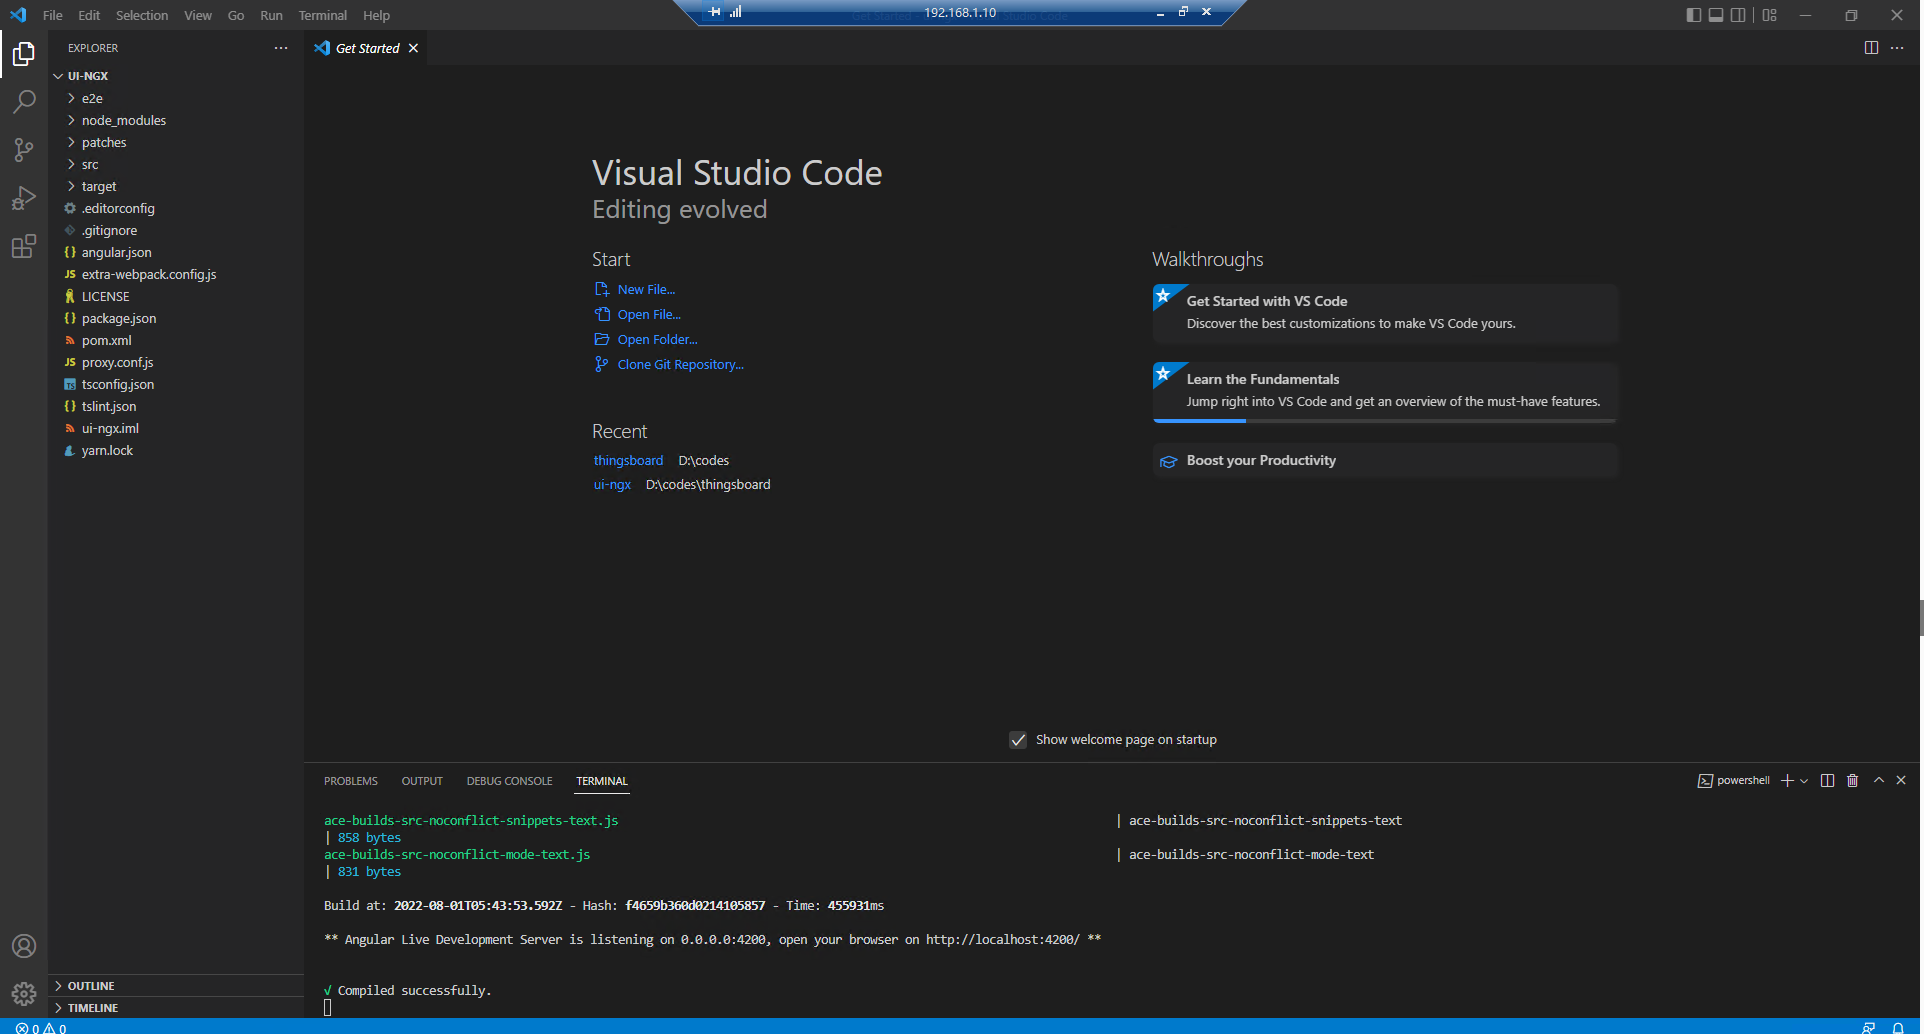 File Edit Selection View Go Run Terminal Help
192.168.1.10
EXPLORER
Get Started
UI-NGX
e2e
node_modules
patches
src
target
.editorconfig
.gitignore
{} angular.json
JS extra-webpack.config.js
LICENSE
{} package.json
pom.xml
JS proxy.conf.js
TS tsconfig.json
{} tslint.json
ui-ngx.iml
yarn.lock
OUTLINE
TIMELINE
Visual Studio Code
Editing evolved
Start
New File...
Open File...
Open Folder...
Clone Git Repository...
Recent
thingsboard D:\codes
ui-ngx D:\codes\thingsboard
Walkthroughs
Get Started with VS Code
Discover the best customizations to make VS Code yours.
Learn the Fundamentals
Jump right into VS Code and get an overview of the must-have features.
Boost your Productivity
Show welcome page on startup
PROBLEMS OUTPUT DEBUG CONSOLE TERMINAL
powershell
ace-builds-src-noconflict-snippets-text.js | ace-builds-src-noconflict-snippets-text
| 858 bytes
ace-builds-src-noconflict-mode-text.js | ace-builds-src-noconflict-mode-text
| 831 bytes
Build at: 2022-08-01T05:43:53.592Z - Hash: f4659b360d0214105857 - Time: 455931ms
** Angular Live Development Server is listening on 0.0.0.0:4200, open your browser on http://localhost:4200/ **
√ Compiled successfully.
0 0